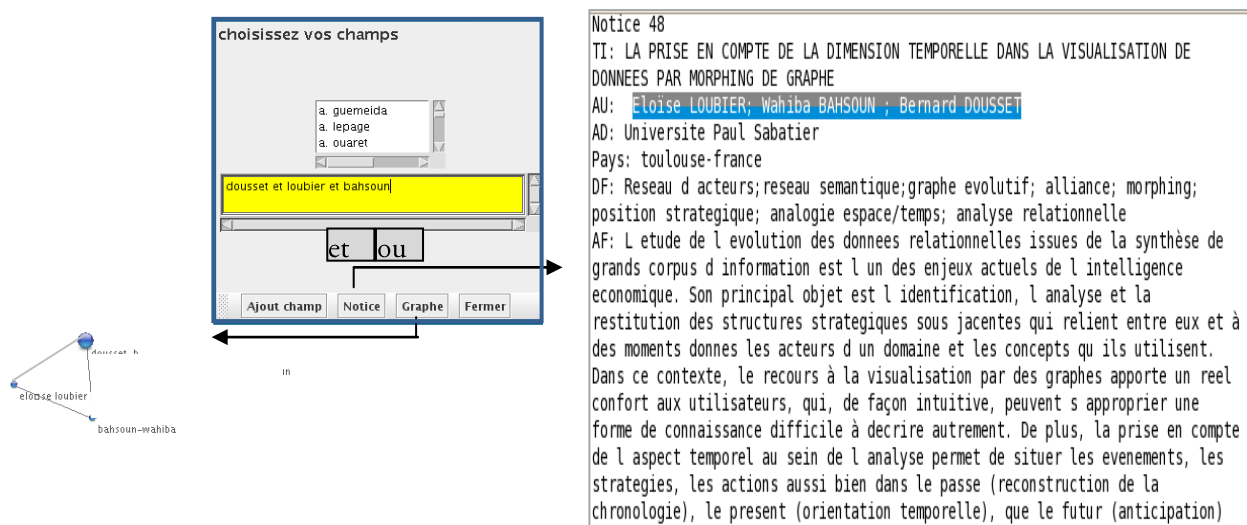 choisissez vos champs
a. guemeida
a. lepage
a. ouaret
dousset et loubier et bahsoun
et ou
Ajout champ Notice Graphe Fermer
dousset_b
eloise loubier
bahsoun-wahiba
in
Notice 48
TI: LA PRISE EN COMPTE DE LA DIMENSION TEMPORELLE DANS LA VISUALISATION DE
DONNEES PAR MORPHING DE GRAPHE
AU: Eloïse LOUBIER; Wahiba BAHSOUN ; Bernard DOUSSET
AD: Universite Paul Sabatier
Pays: toulouse-france
DF: Reseau d acteurs;reseau semantique;graphe evolutif; alliance; morphing;
position strategique; analogie espace/temps; analyse relationnelle
AF: L etude de l evolution des donnees relationnelles issues de la synthèse de
grands corpus d information est l un des enjeux actuels de l intelligence
economique. Son principal objet est l identification, l analyse et la
restitution des structures strategiques sous jacentes qui relient entre eux et à
des moments donnes les acteurs d un domaine et les concepts qu ils utilisent.
Dans ce contexte, le recours à la visualisation par des graphes apporte un reel
confort aux utilisateurs, qui, de façon intuitive, peuvent s approprier une
forme de connaissance difficile à decrire autrement. De plus, la prise en compte
de l aspect temporel au sein de l analyse permet de situer les evenements, les
strategies, les actions aussi bien dans le passe (reconstruction de la
chronologie), le present (orientation temporelle), que le futur (anticipation)